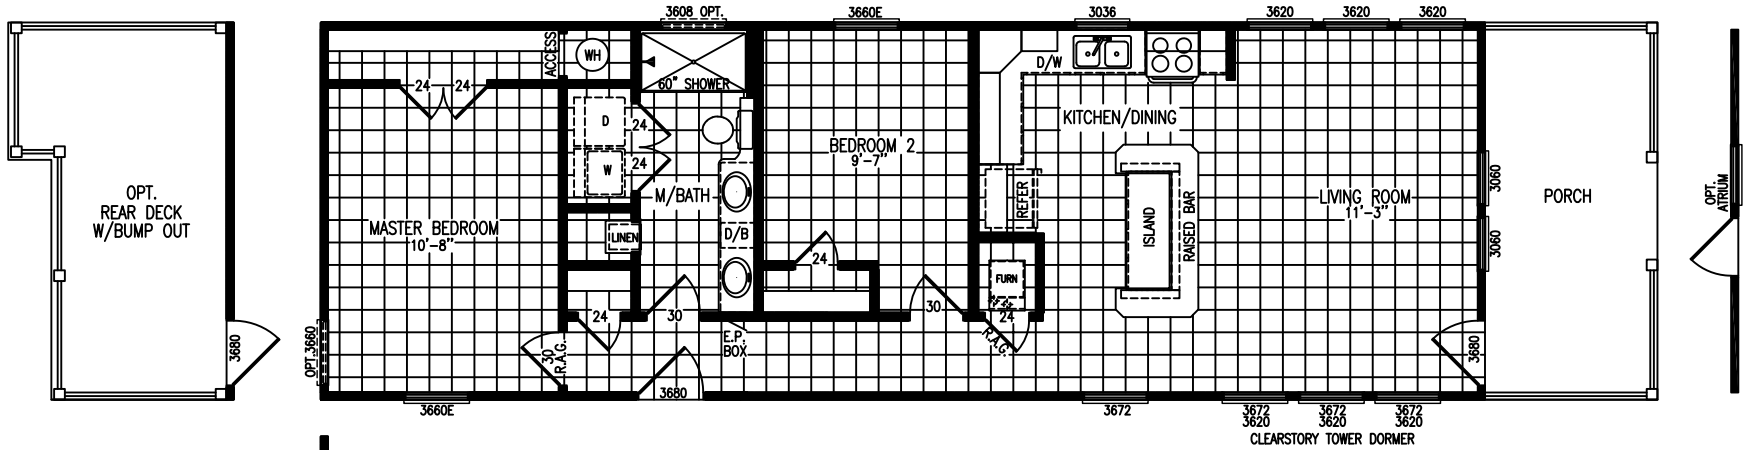 3608 OPT.
3660E
3036
3620
3620
3620
ACCESS
WH
60" SHOWER
D/W
24
24
KITCHEN/DINING
D
24
W
24
BEDROOM 2
9'-7"
OPT.
REAR DECK
W/BUMP OUT
MASTER BEDROOM
10'-8"
M/BATH
LINEN
D/B
REFER
ISLAND
RAISED BAR
LIVING ROOM
11'-3"
3060
3060
PORCH
OPT.
ATRIUM
24
FURN
24
30
30
24
R.A.G.
3680
OPT.3660
30
R.A.G.
E.P.
BOX
3680
3660E
3680
3672
3672
3620
3672
3620
3672
3620
CLEARSTORY TOWER DORMER